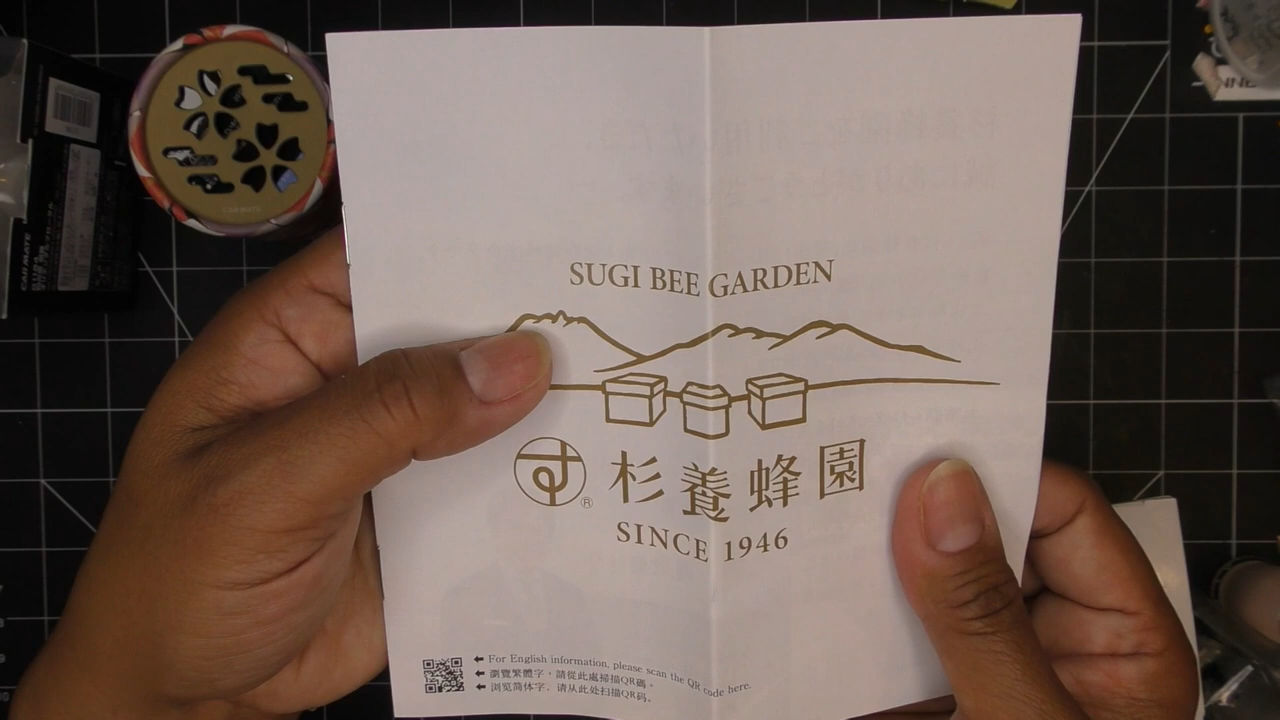 SUGI BEE GARDEN
杉養蜂園
SINCE 1946
For English information, please scan the QR code here.
瀏覽繁體字，請從此處掃描QR碼。
浏览简体字，请从此处扫描QR码。
CAR MATE